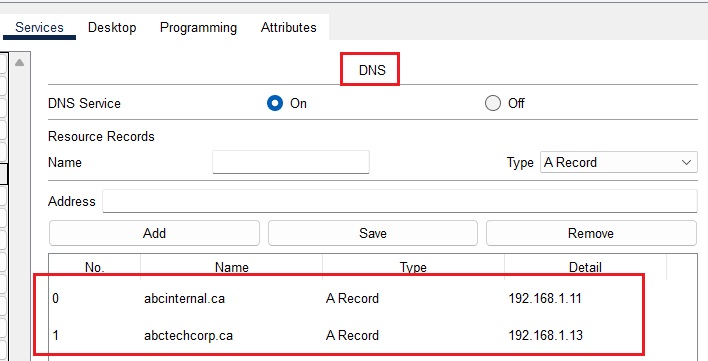 Services Desktop Programming Attributes
DNS
DNS Service On Off
Resource Records
Name Type A Record
Address
Add Save Remove
No. Name Type Detail
0 abcinternal.ca A Record 192.168.1.11
1 abctechcorp.ca A Record 192.168.1.13